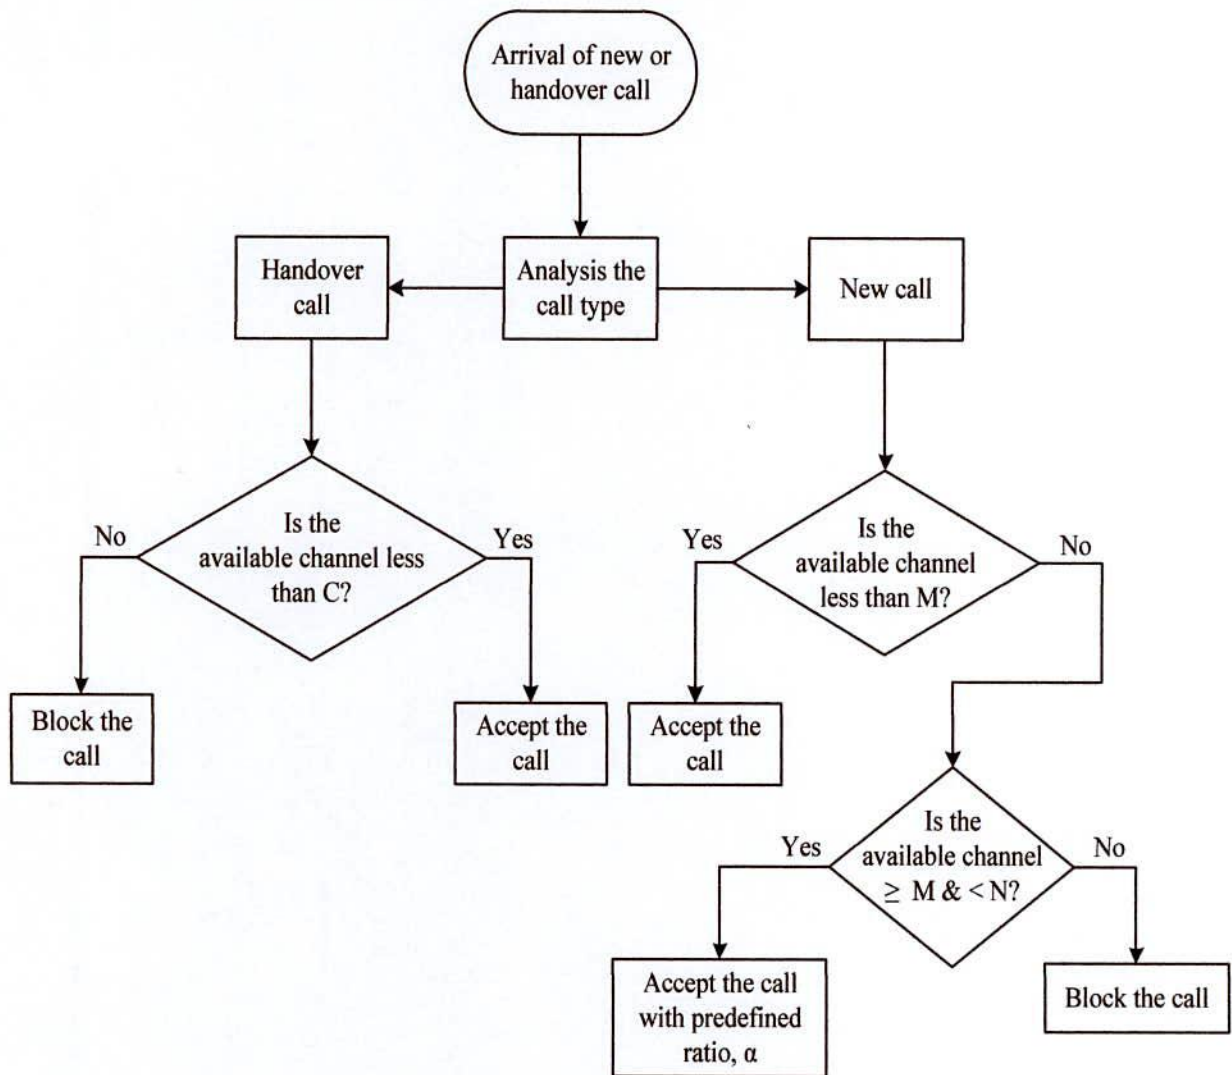 Arrival of new or
handover call
Handover
call
Analysis the
call type
New call
No
Is the
available channel less
than C?
Yes
Yes
Is the
available channel
less than M?
No
Block the
call
Accept the
call
Accept the
call
Yes
Is the
available channel
≥ M & < N?
No
Accept the call
with predefined
ratio, α
Block the call